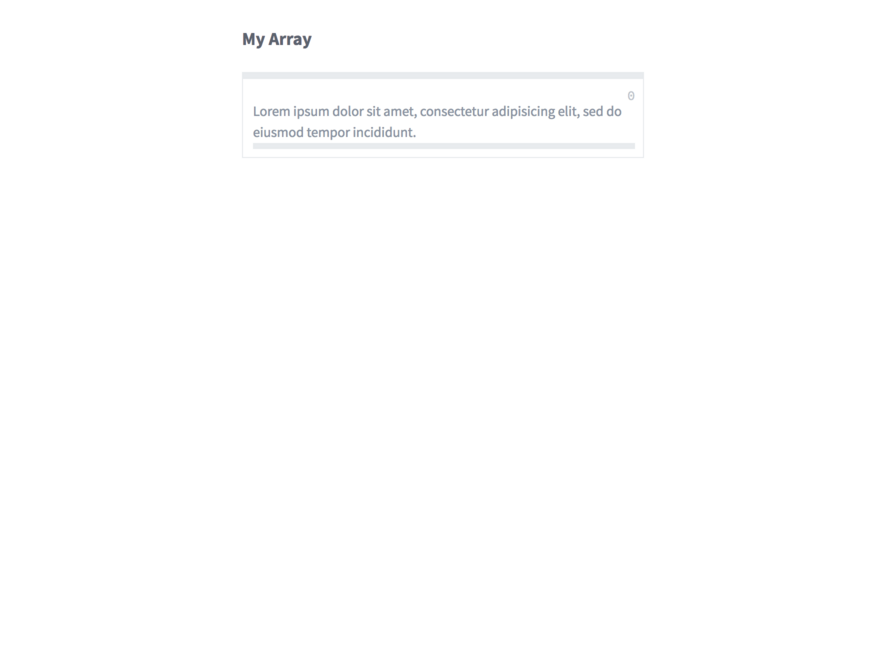 My Array
0
Lorem ipsum dolor sit amet, consectetur adipisicing elit, sed do
eiusmod tempor incididunt.